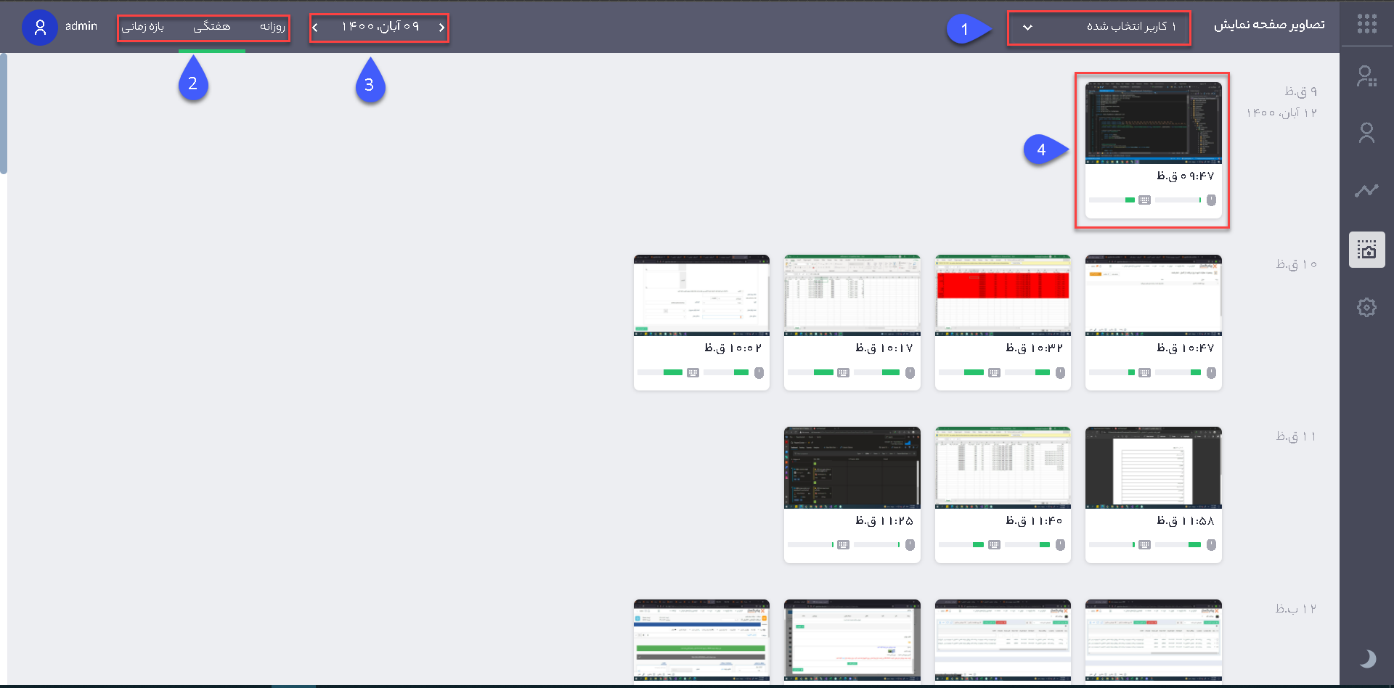 تصاویر صفحه نمایش
۱ کاربر انتخاب شده
1
۰۹ آبان، ۱۴۰۰
3
روزانه
هفتگی
بازه زمانی
2
admin
۹ ق.ظ
۱۲ آبان، ۱۴۰۰
4
۰۹:۴۷ ق.ظ
۱۰ ق.ظ
۱۰:۴۷ ق.ظ
۱۰:۳۲ ق.ظ
۱۰:۱۷ ق.ظ
۱۰:۰۲ ق.ظ
۱۱ ق.ظ
۱۱:۵۸ ق.ظ
۱۱:۴۰ ق.ظ
۱۱:۲۵ ق.ظ
۱۲ ب.ظ